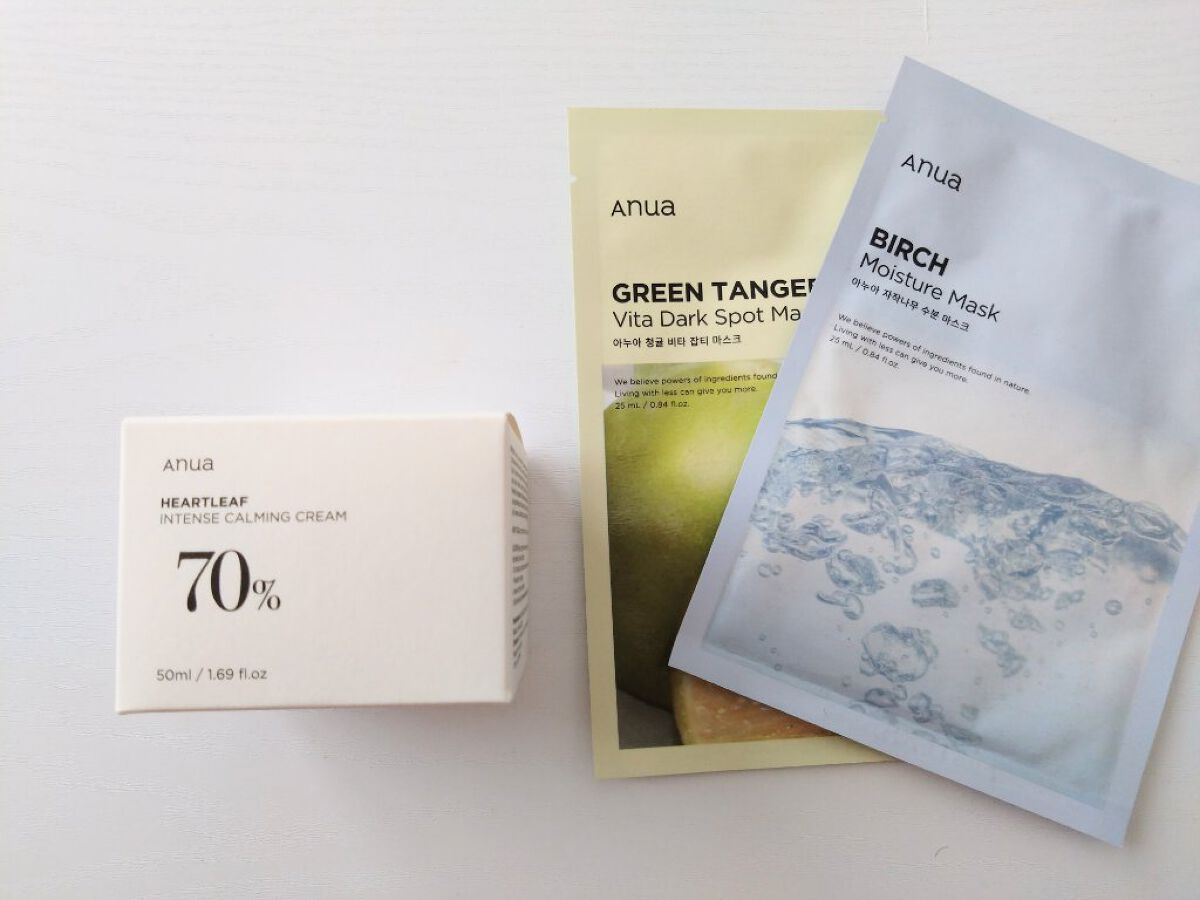 Anua
HEARTLEAF
INTENSE CALMING CREAM
70%
50ml / 1.69 fl.oz
Anua
GREEN
Vita Dark Spot
아누아 청귤 비타 잡티 마스크
We believe powers of ingredients found
Living with less can give you more.
25 mL / 0.84 fl.oz.
Anua
BIRCH
Moisture Mask
아누아 자작나무 수분 마스크
We believe powers of ingredients found in nature.
Living with less can give you more.
25 mL / 0.84 fl.oz.